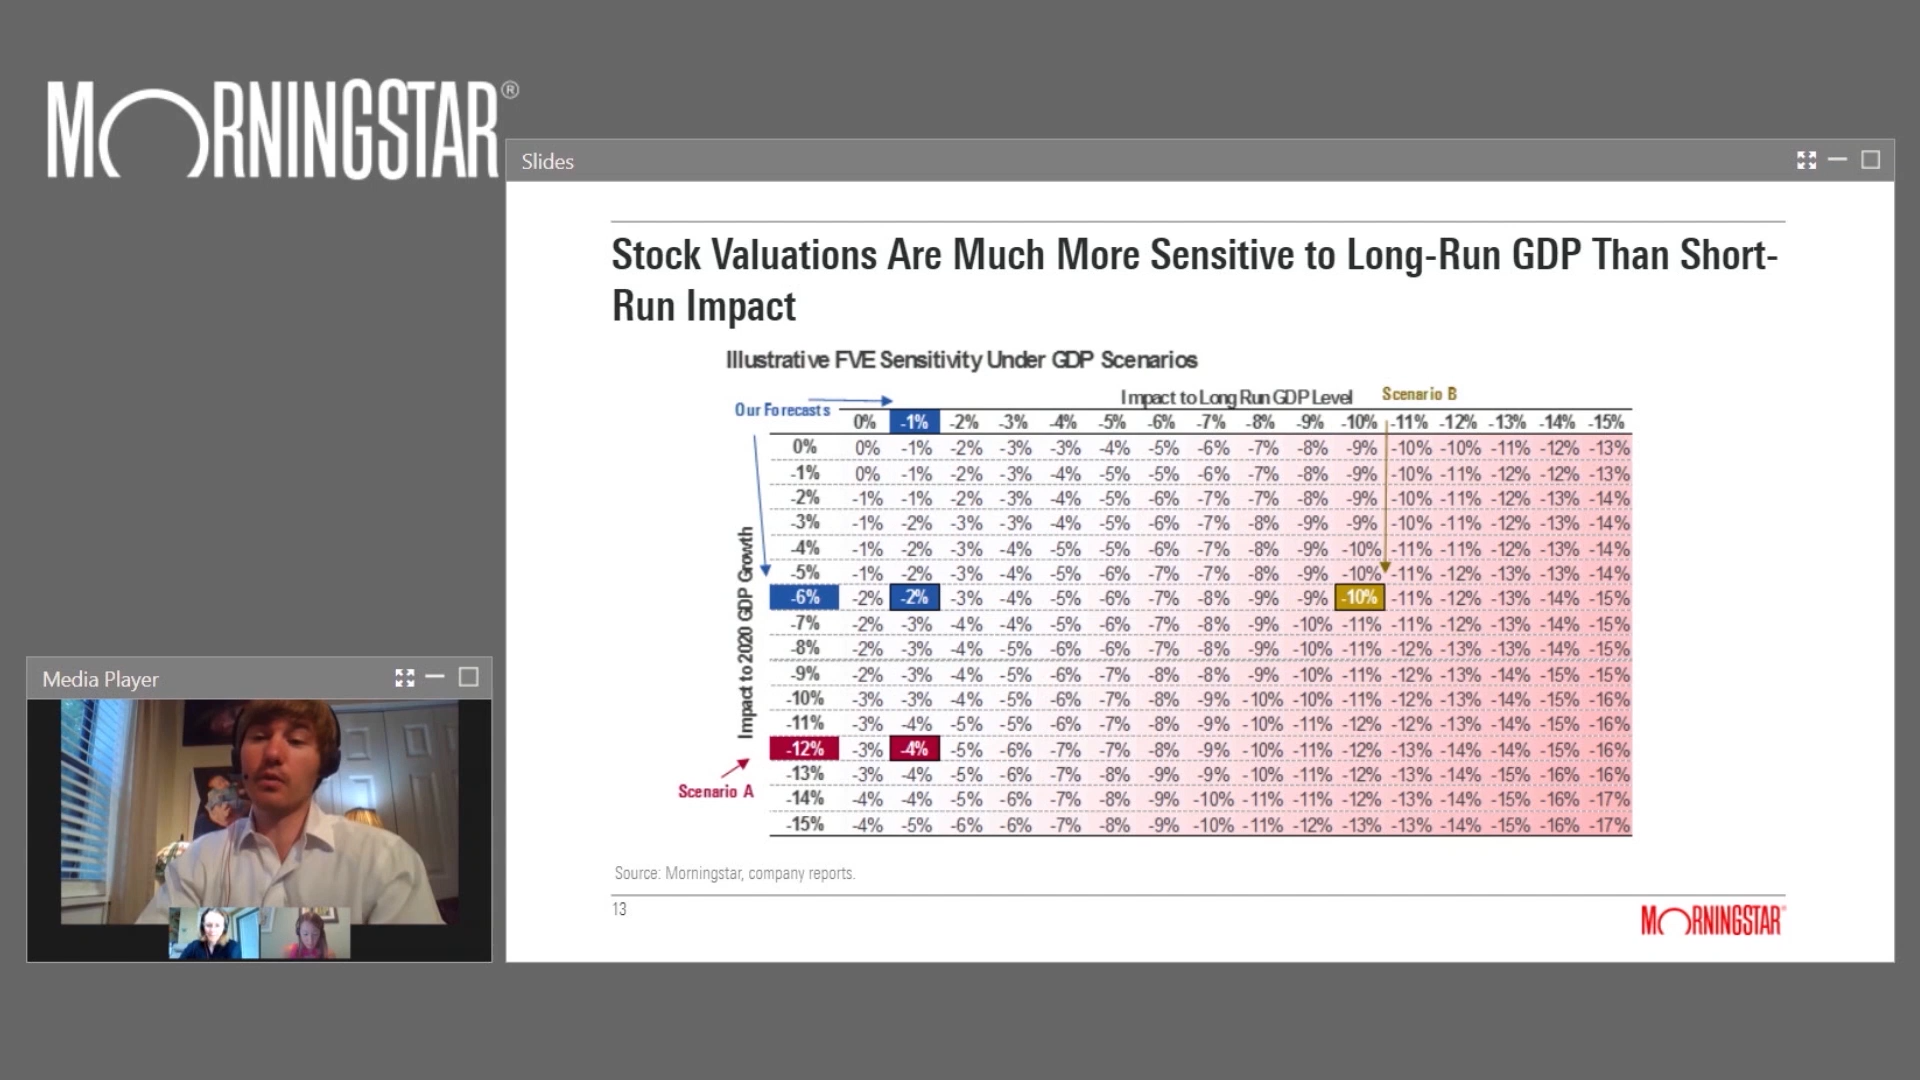 MORNINGSTAR®
Slides
Stock Valuations Are Much More Sensitive to Long-Run GDP Than Short-
Run Impact
Illustrative FVE Sensitivity Under GDP Scenarios
Impact to Long Run GDP Level
Scenario B
Our Forecasts
0% -1% -2% -3% -4% -5% -6% -7% -8% -9% -10% -11% -12% -13% -14% -15%
0% 0% -1% -2% -3% -3% -4% -5% -6% -7% -8% -9% -10% -10% -11% -12% -13%
-1% 0% -1% -2% -3% -4% -5% -5% -6% -7% -8% -9% -10% -11% -12% -12% -13%
-2% -1% -1% -2% -3% -4% -5% -6% -7% -7% -8% -9% -10% -11% -12% -13% -14%
-3% -1% -2% -3% -3% -4% -5% -6% -7% -8% -9% -9% -10% -11% -12% -13% -14%
-4% -1% -2% -3% -4% -5% -5% -6% -7% -8% -9% -10% -11% -11% -12% -13% -14%
-5% -1% -2% -3% -4% -5% -6% -7% -7% -8% -9% -10% -11% -12% -13% -13% -14%
-6% -2% -2% -3% -4% -5% -6% -7% -8% -9% -9% -10% -11% -12% -13% -14% -15%
-7% -2% -3% -4% -4% -5% -6% -7% -8% -9% -10% -11% -11% -12% -13% -14% -15%
-8% -2% -3% -4% -5% -6% -6% -7% -8% -9% -10% -11% -12% -13% -13% -14% -15%
-9% -2% -3% -4% -5% -6% -7% -8% -8% -9% -10% -11% -12% -13% -14% -15% -15%
-10% -3% -3% -4% -5% -6% -7% -8% -9% -10% -10% -11% -12% -13% -14% -15% -16%
-11% -3% -4% -5% -5% -6% -7% -8% -9% -10% -11% -12% -12% -13% -14% -15% -16%
-12% -3% -4% -5% -6% -7% -7% -8% -9% -10% -11% -12% -13% -14% -14% -15% -16%
-13% -3% -4% -5% -6% -7% -8% -9% -9% -10% -11% -12% -13% -14% -15% -16% -16%
-14% -4% -4% -5% -6% -7% -8% -9% -10% -11% -11% -12% -13% -14% -15% -16% -17%
-15% -4% -5% -6% -6% -7% -8% -9% -10% -11% -12% -13% -13% -14% -15% -16% -17%
Impact to 2020 GDP Growth
Scenario A
Source: Morningstar, company reports.
13
MORNINGSTAR®
Media Player